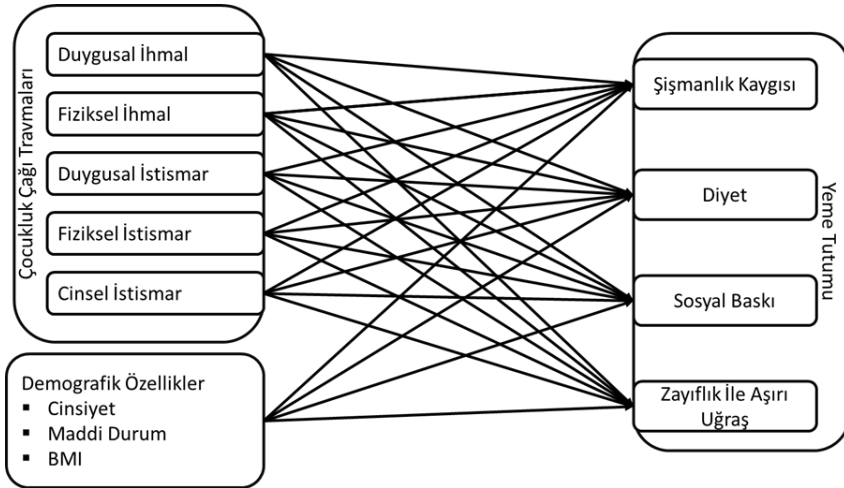 Çocukluk Çağı Travmaları
Duygusal İhmal
Fiziksel İhmal
Duygusal İstismar
Fiziksel İstismar
Cinsel İstismar
Demografik Özellikler
▪ Cinsiyet
▪ Maddi Durum
▪ BMI
Yeme Tutumu
Şişmanlık Kaygısı
Diyet
Sosyal Baskı
Zayıflık İle Aşırı
Uğraş